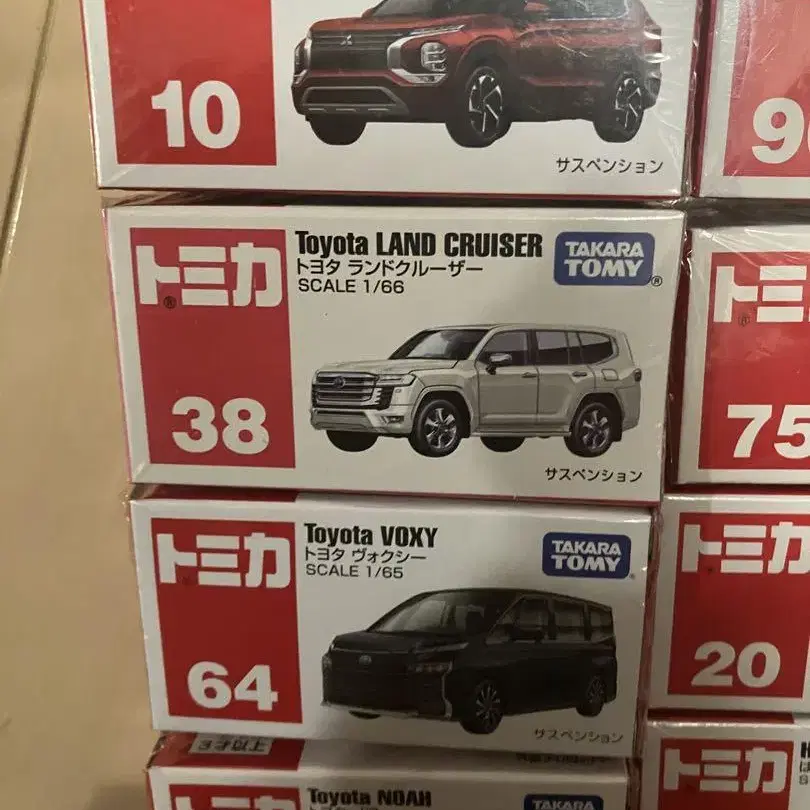 10
サスペンション
9
トミカ
®
38
Toyota LAND CRUISER
トヨタ ランドクルーザー
SCALE 1/66
TAKARA
TOMY
®
サスペンション
トミカ
64
Toyota VOXY
トヨタ ヴォクシー
SCALE 1/65
TAKARA
TOMY
サスペンション
75
トミカ
20
トミカ
Toyota NOAH
TAKARA
トミカ